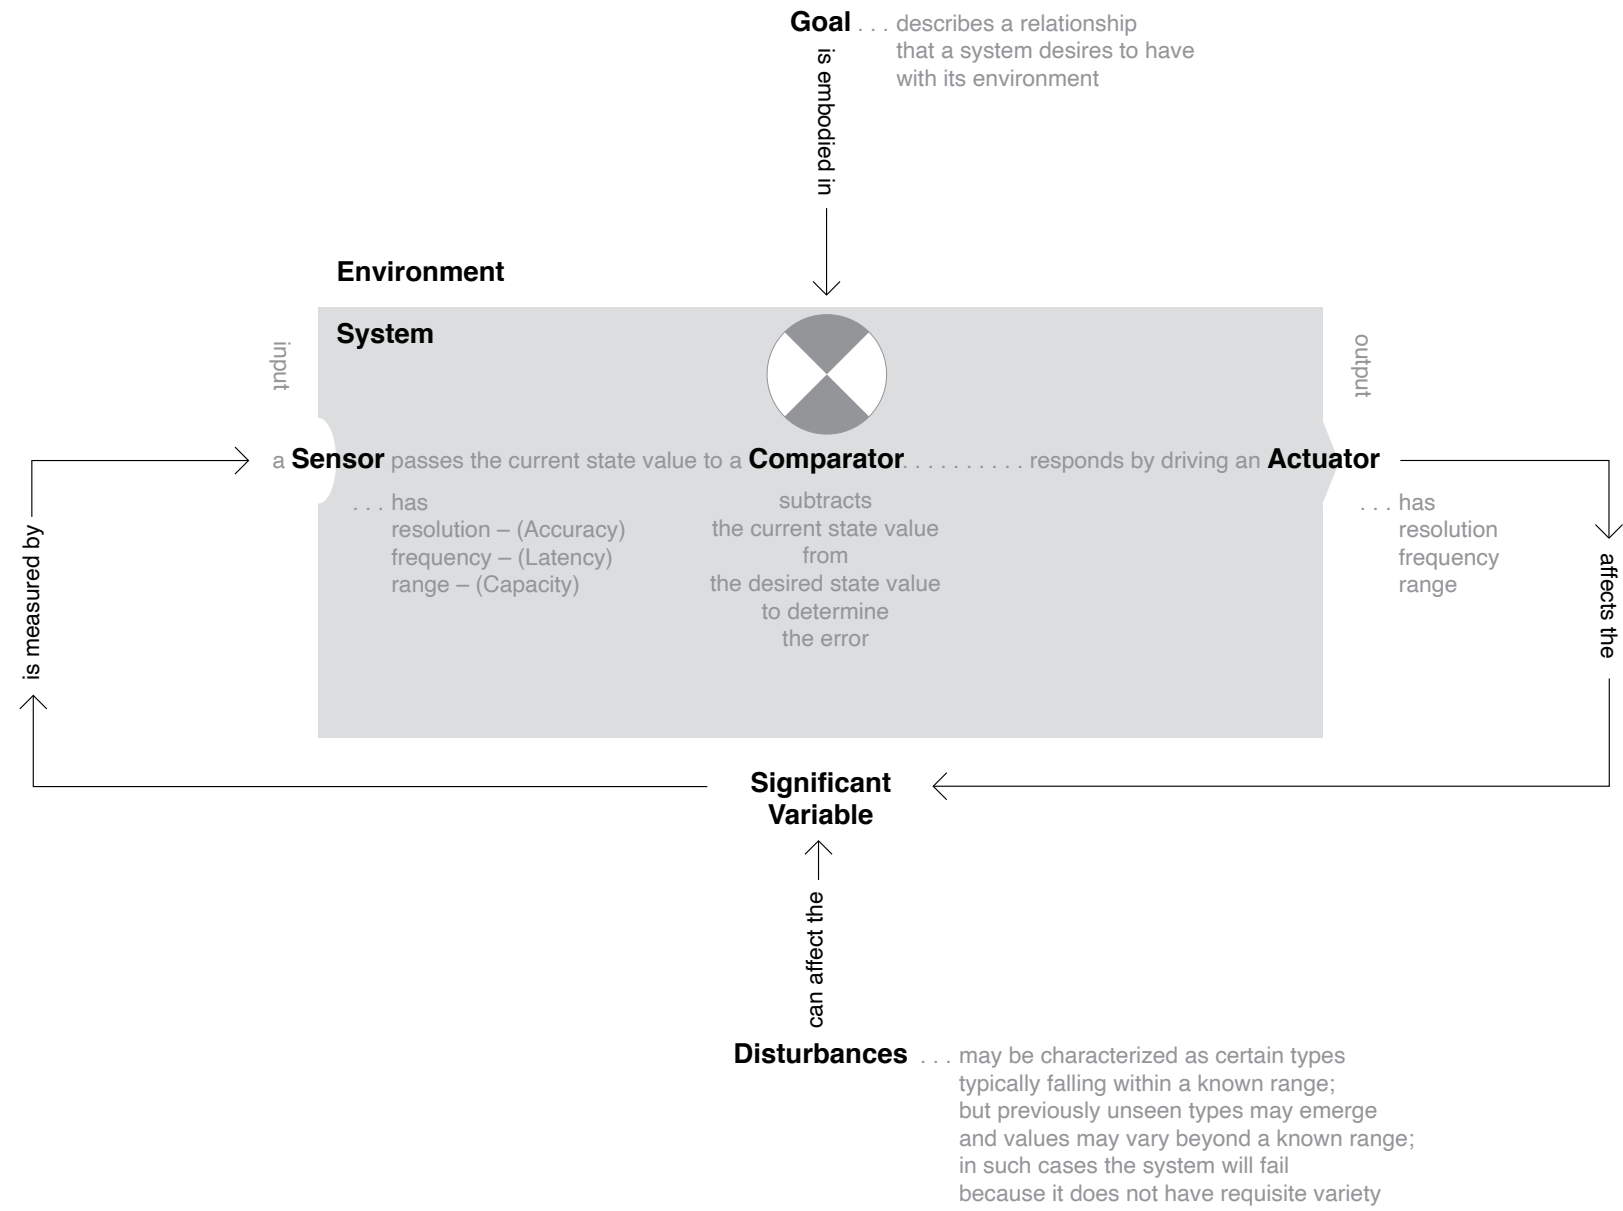 Goal . . . describes a relationship
that a system desires to have
with its environment
is embodied in
Environment
System
input
output
a Sensor passes the current state value to a Comparator. . . . . . . . . . responds by driving an Actuator
. . . has
resolution – (Accuracy)
frequency – (Latency)
range – (Capacity)
subtracts
the current state value
from
the desired state value
to determine
the error
. . . has
resolution
frequency
range
is measured by
affects the
Significant
Variable
can affect the
Disturbances . . . may be characterized as certain types
typically falling within a known range;
but previously unseen types may emerge
and values may vary beyond a known range;
in such cases the system will fail
because it does not have requisite variety